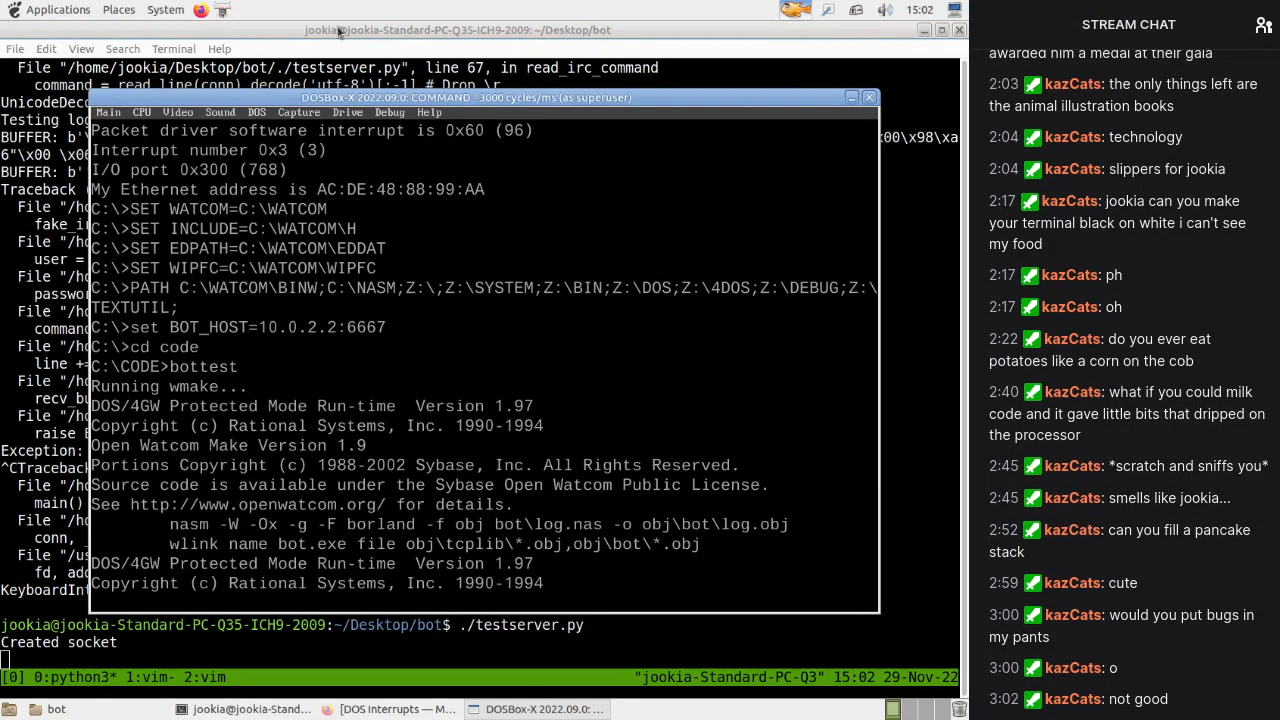 Applications Places System 15:02
jookia@jookia-Standard-PC-Q35-ICH9-2009: ~/Desktop/bot
File Edit View Search Terminal Help
File "/home/jookia/Desktop/bot/./testserver.py", line 67, in read_irc_command
command = read_line(conn).decode('utf-8')[:-1] # Drop \r
UnicodeDeco
Testing log
BUFFER: b'\
x00\x98\xa
6"\x00 \x06
BUFFER: b'
Traceback (
File "/ho
fake_ir
File "/ho
user =
File "/ho
passwor
File "/ho
command
File "/ho
line +=
File "/ho
recv_bu
File "/ho
raise E
Exception:
^CTraceback
File "/ho
main()
File "/ho
conn,
File "/us
fd, add
KeyboardInt
DOSBox-X 2022.09.0: COMMAND - 3000 cycles/ms (as superuser)
Main CPU Video Sound DOS Capture Drive Debug Help
Packet driver software interrupt is 0x60 (96)
Interrupt number 0x3 (3)
I/O port 0x300 (768)
My Ethernet address is AC:DE:48:88:99:AA
C:\>SET WATCOM=C:\WATCOM
C:\>SET INCLUDE=C:\WATCOM\H
C:\>SET EDPATH=C:\WATCOM\EDDAT
C:\>SET WIPFC=C:\WATCOM\WIPFC
C:\>PATH C:\WATCOM\BINW;C:\NASM;Z:\;Z:\SYSTEM;Z:\BIN;Z:\DOS;Z:\4DOS;Z:\DEBUG;Z:\
TEXTUTIL;
C:\>set BOT_HOST=10.0.2.2:6667
C:\>cd code
C:\CODE>bottest
Running wmake...
DOS/4GW Protected Mode Run-time Version 1.97
Copyright (c) Rational Systems, Inc. 1990-1994
Open Watcom Make Version 1.9
Portions Copyright (c) 1988-2002 Sybase, Inc. All Rights Reserved.
Source code is available under the Sybase Open Watcom Public License.
See http://www.openwatcom.org/ for details.
nasm -W -Ox -g -F borland -f obj bot\log.nas -o obj\bot\log.obj
wlink name bot.exe file obj\tcplib\*.obj,obj\bot\*.obj
DOS/4GW Protected Mode Run-time Version 1.97
Copyright (c) Rational Systems, Inc. 1990-1994
jookia@jookia-Standard-PC-Q35-ICH9-2009:~/Desktop/bot$ ./testserver.py
Created socket
[0] 0:python3* 1:vim- 2:vim "jookia-Standard-PC-Q3" 15:02 29-Nov-22
bot jookia@jookia-Stand... [DOS Interrupts — M... DOSBox-X 2022.09.0: ...
STREAM CHAT
awarded him a medal at their gala
2:03 kazCats: the only things left are
the animal illustration books
2:04 kazCats: technology
2:04 kazCats: slippers for jookia
2:17 kazCats: jookia can you make
your terminal black on white i can't see
my food
2:17 kazCats: ph
2:17 kazCats: oh
2:22 kazCats: do you ever eat
potatoes like a corn on the cob
2:40 kazCats: what if you could milk
code and it gave little bits that dripped on
the processor
2:45 kazCats: *scratch and sniffs you*
2:45 kazCats: smells like jookia...
2:52 kazCats: can you fill a pancake
stack
2:59 kazCats: cute
3:00 kazCats: would you put bugs in
my pants
3:00 kazCats: o
3:02 kazCats: not good